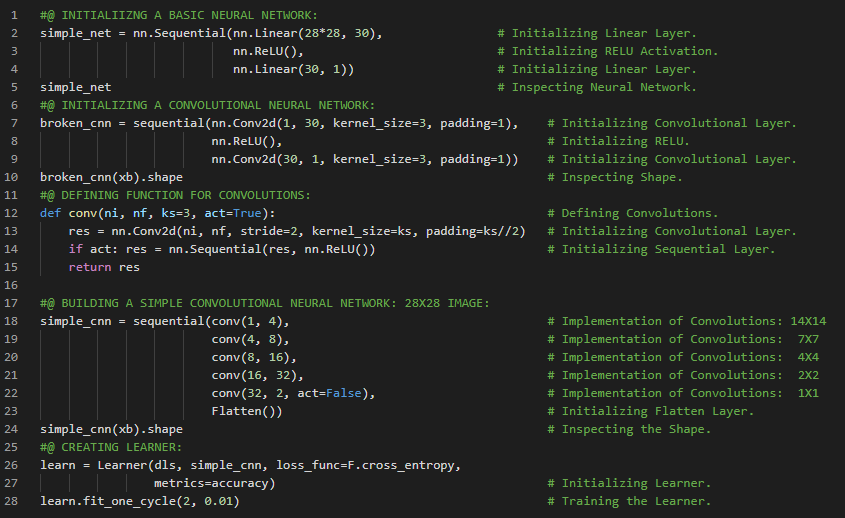 1 #@ INITIALIIZNG A BASIC NEURAL NETWORK:
2 simple_net = nn.Sequential(nn.Linear(28*28, 30), # Initializing Linear Layer.
3 nn.ReLU(), # Initializing RELU Activation.
4 nn.Linear(30, 1)) # Initializing Linear Layer.
5 simple_net # Inspecting Neural Network.
6 #@ INITIALIZING A CONVOLUTIONAL NEURAL NETWORK:
7 broken_cnn = sequential(nn.Conv2d(1, 30, kernel_size=3, padding=1), # Initializing Convolutional Layer.
8 nn.ReLU(), # Initializing RELU.
9 nn.Conv2d(30, 1, kernel_size=3, padding=1)) # Initializing Convolutional Layer.
10 broken_cnn(xb).shape # Inspecting Shape.
11 #@ DEFINING FUNCTION FOR CONVOLUTIONS:
12 def conv(ni, nf, ks=3, act=True): # Defining Convolutions.
13 res = nn.Conv2d(ni, nf, stride=2, kernel_size=ks, padding=ks//2) # Initializing Convolutional Layer.
14 if act: res = nn.Sequential(res, nn.ReLU()) # Initializing Sequential Layer.
15 return res
16
17 #@ BUILDING A SIMPLE CONVOLUTIONAL NEURAL NETWORK: 28X28 IMAGE:
18 simple_cnn = sequential(conv(1, 4), # Implementation of Convolutions: 14X14
19 conv(4, 8), # Implementation of Convolutions: 7X7
20 conv(8, 16), # Implementation of Convolutions: 4X4
21 conv(16, 32), # Implementation of Convolutions: 2X2
22 conv(32, 2, act=False), # Implementation of Convolutions: 1X1
23 Flatten()) # Initializing Flatten Layer.
24 simple_cnn(xb).shape # Inspecting the Shape.
25 #@ CREATING LEARNER:
26 learn = Learner(dls, simple_cnn, loss_func=F.cross_entropy,
27 metrics=accuracy) # Initializing Learner.
28 learn.fit_one_cycle(2, 0.01) # Training the Learner.